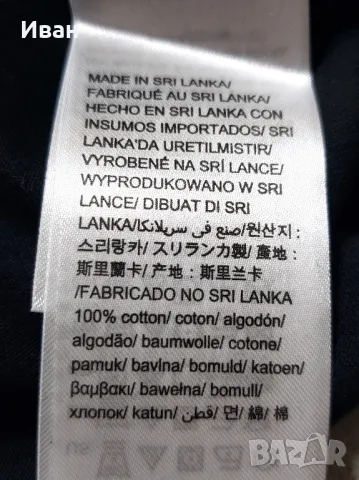 Иван
MADE IN SRI LANKA/
FABRIQUÉ AU SRI LANKA/
HECHO EN SRI LANKA CON
INSUMOS IMPORTADOS/ SRI
LANKA'DA URETILMISTIR/
VYROBENÉ NA SRÍ LANCE/
WYPRODUKOWANO W SRI
LANCE/ DIBUAT DI SRI
LANKA/صنع في سريلانكا/원산지 :
스리랑카/ スリランカ製/ 產地 :
斯里蘭卡/ 产地 : 斯里兰卡
/FABRICADO NO SRI LANKA
100% cotton/ coton/ algodón/
algodão/ baumwolle/ cotone/
pamuk/ bavlna/ bomuld/ katoen/
βαμβακι/ bawełna/ bomull/
хлопок/ katun/ قطن/ 면/ 綿/ 棉
BAZAR